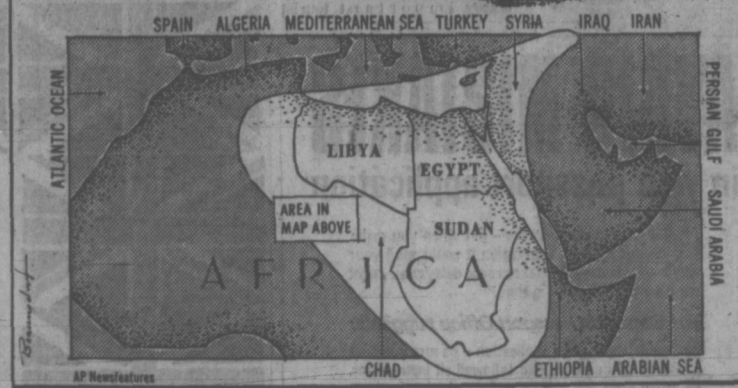 SPAIN ALGERIA MEDITERRANEAN SEA TURKEY SYRIA IRAQ IRAN
ATLANTIC OCEAN
PERSIAN GULF SAUDI ARABIA
LIBYA
EGYPT
AREA IN
MAP ABOVE
SUDAN
AFRICA
AP Newsfeatures
CHAD ETHIOPIA ARABIAN SEA